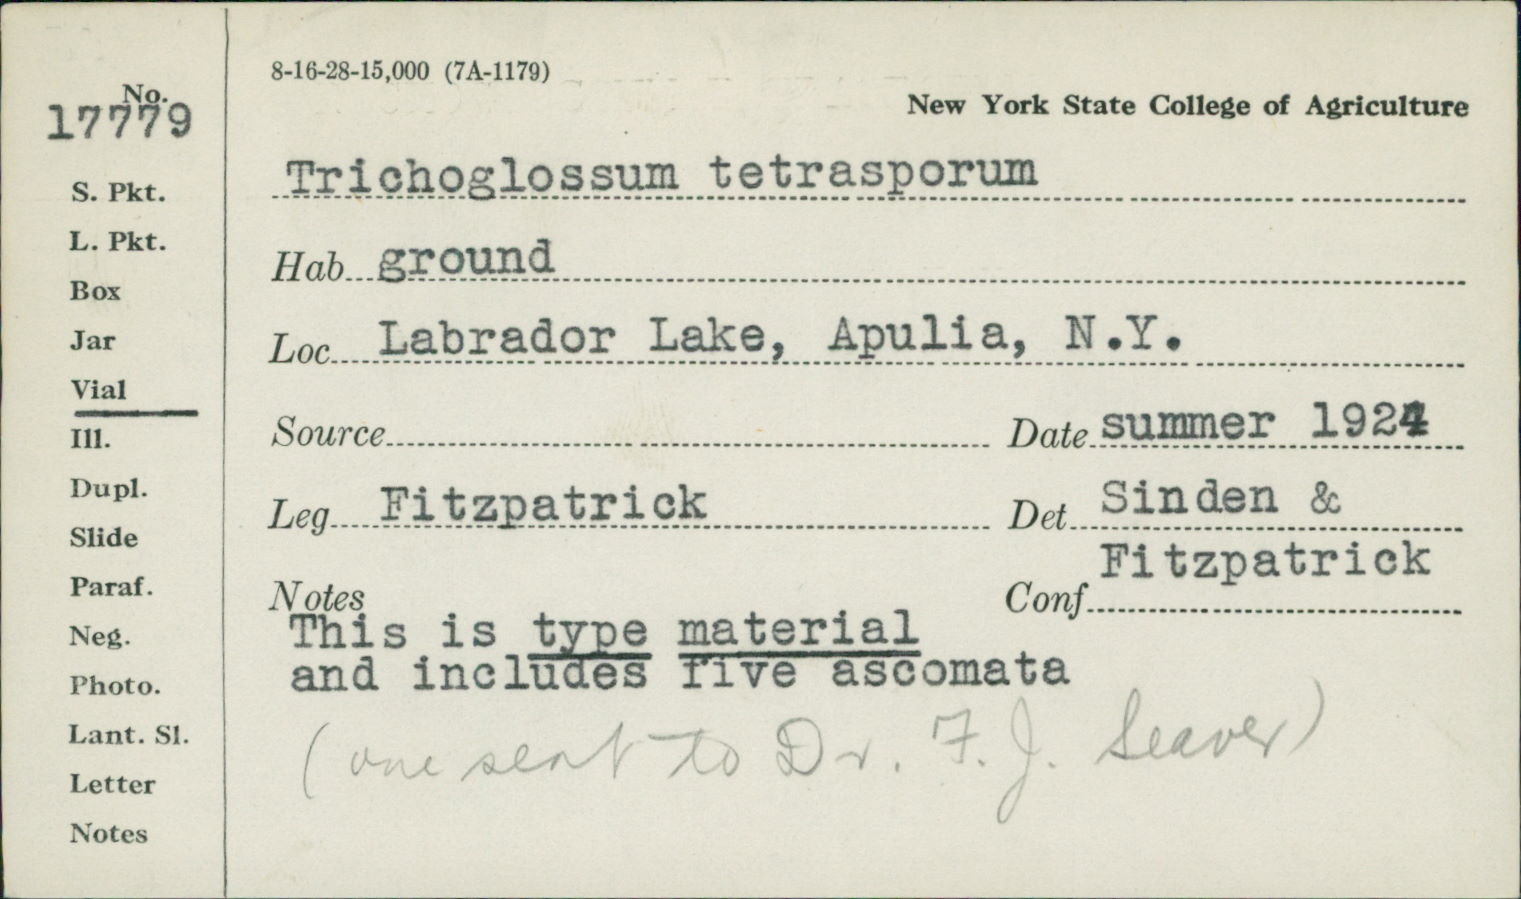 No.
17779
S. Pkt.
L. Pkt.
Box
Jar
Vial
Ill.
Dupl.
Slide
Paraf.
Neg.
Photo.
Lant. Sl.
Letter
Notes
8-16-28-15,000 (7A-1179)
New York State College of Agriculture
Trichoglossum tetrasporum
Hab ground
Loc Labrador Lake, Apulia, N.Y.
Source Date summer 1924
Leg Fitzpatrick Det Sinden &
Fitzpatrick
Notes Conf
This is type material
and includes five ascomata
(one sent to Dr. F. J. Seaver)